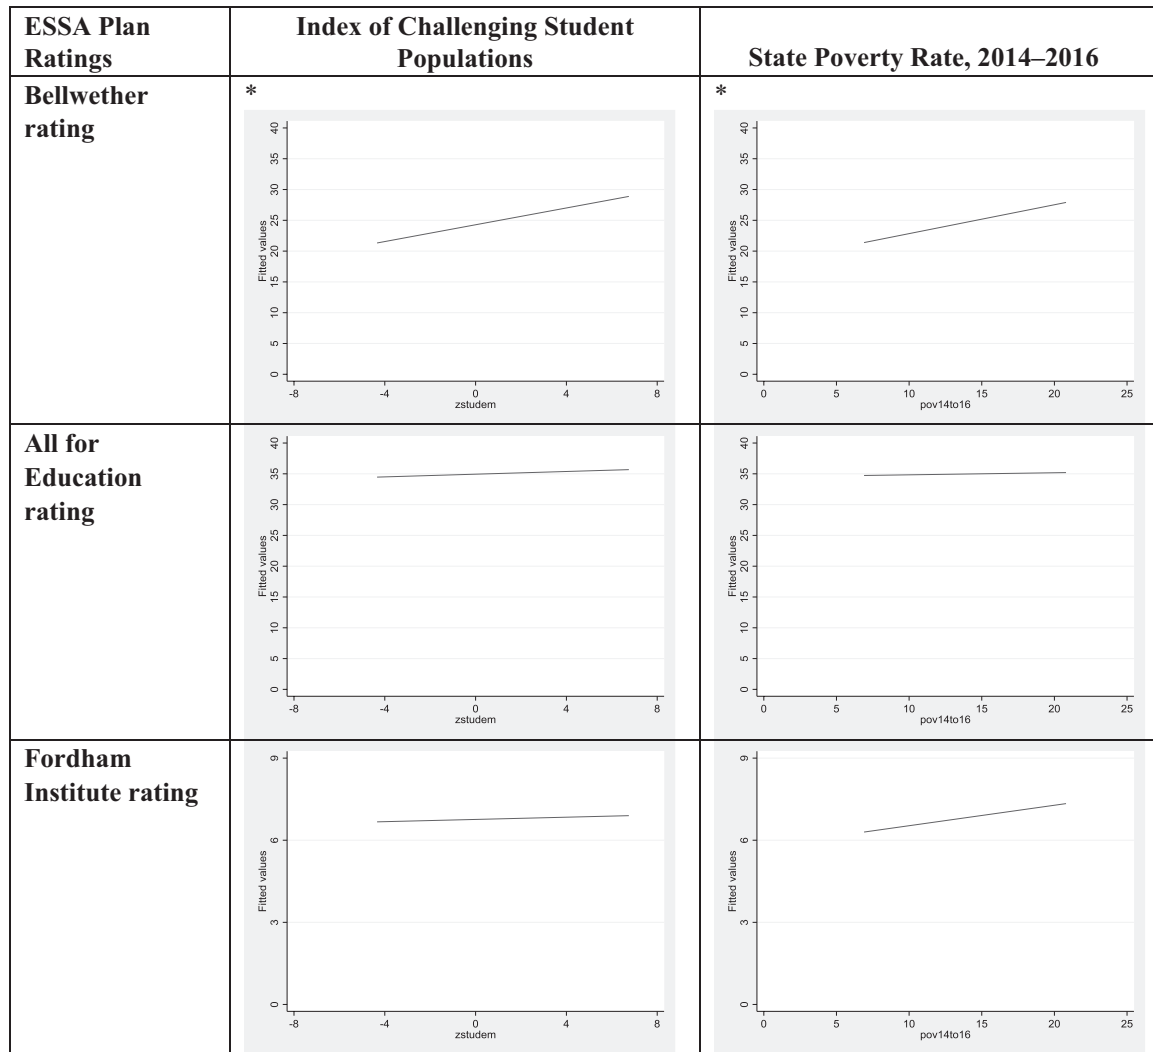 ESSA Plan
Ratings
Index of Challenging Student
Populations
State Poverty Rate, 2014–2016
Bellwether
rating
*
40
35
30
25
20
15
10
5
0
Fitted values
-8 -4 0 4 8
zstudem
*
40
35
30
25
20
15
10
5
0
Fitted values
0 5 10 15 20 25
pov14to16
All for
Education
rating
40
35
30
25
20
15
10
5
0
Fitted values
-8 -4 0 4 8
zstudem
40
35
30
25
20
15
10
5
0
Fitted values
0 5 10 15 20 25
pov14to16
Fordham
Institute rating
9
6
3
0
Fitted values
-8 -4 0 4 8
zstudem
9
6
3
0
Fitted values
0 5 10 15 20 25
pov14to16